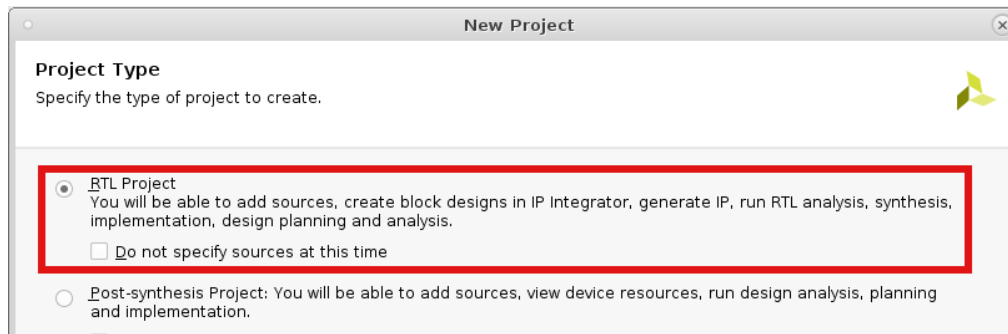 New Project
Project Type
Specify the type of project to create.
RTL Project
You will be able to add sources, create block designs in IP Integrator, generate IP, run RTL analysis, synthesis,
implementation, design planning and analysis.
Do not specify sources at this time
Post-synthesis Project: You will be able to add sources, view device resources, run design analysis, planning
and implementation.